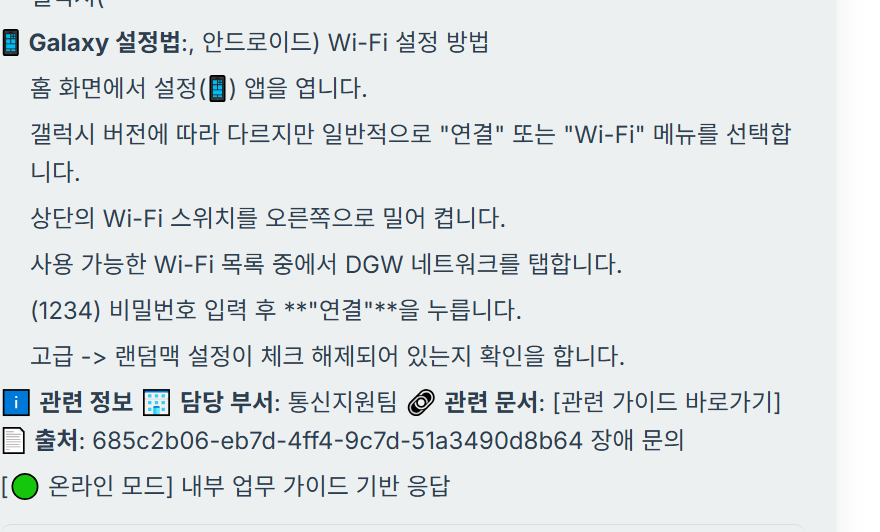 📱 Galaxy 설정법:, 안드로이드) Wi-Fi 설정 방법
홈 화면에서 설정(📱) 앱을 엽니다.
갤럭시 버전에 따라 다르지만 일반적으로 "연결" 또는 "Wi-Fi" 메뉴를 선택합
니다.
상단의 Wi-Fi 스위치를 오른쪽으로 밀어 켭니다.
사용 가능한 Wi-Fi 목록 중에서 DGW 네트워크를 탭합니다.
(1234) 비밀번호 입력 후 **"연결"**을 누릅니다.
고급 -> 랜덤맥 설정이 체크 해제되어 있는지 확인을 합니다.
ℹ️ 관련 정보 🏢 담당 부서: 통신지원팀 🔗 관련 문서: [관련 가이드 바로가기]
📄 출처: 685c2b06-eb7d-4ff4-9c7d-51a3490d8b64 장애 문의
[🟢 온라인 모드] 내부 업무 가이드 기반 응답